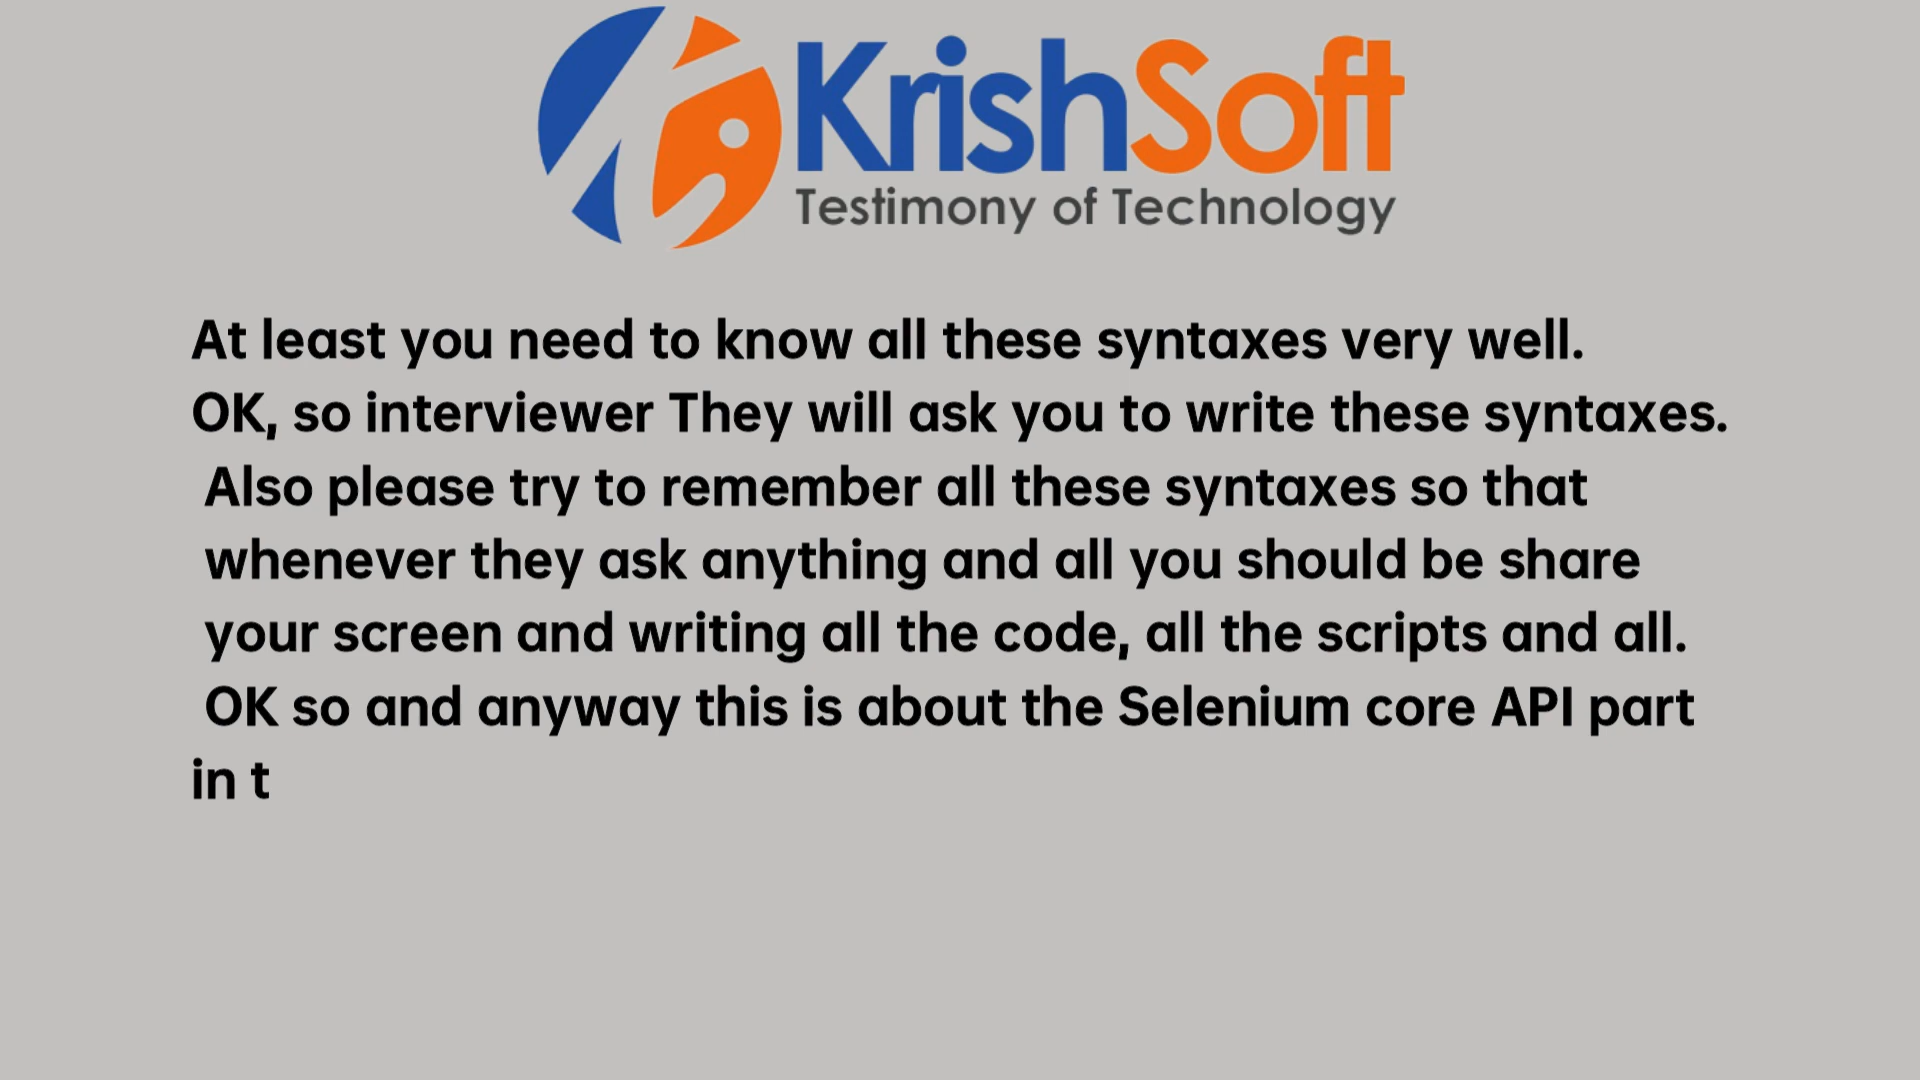 KrishSoft
Testimony of Technology
At least you need to know all these syntaxes very well.
OK, so interviewer They will ask you to write these syntaxes.
Also please try to remember all these syntaxes so that
whenever they ask anything and all you should be share
your screen and writing all the code, all the scripts and all.
OK so and anyway this is about the Selenium core API part
in t